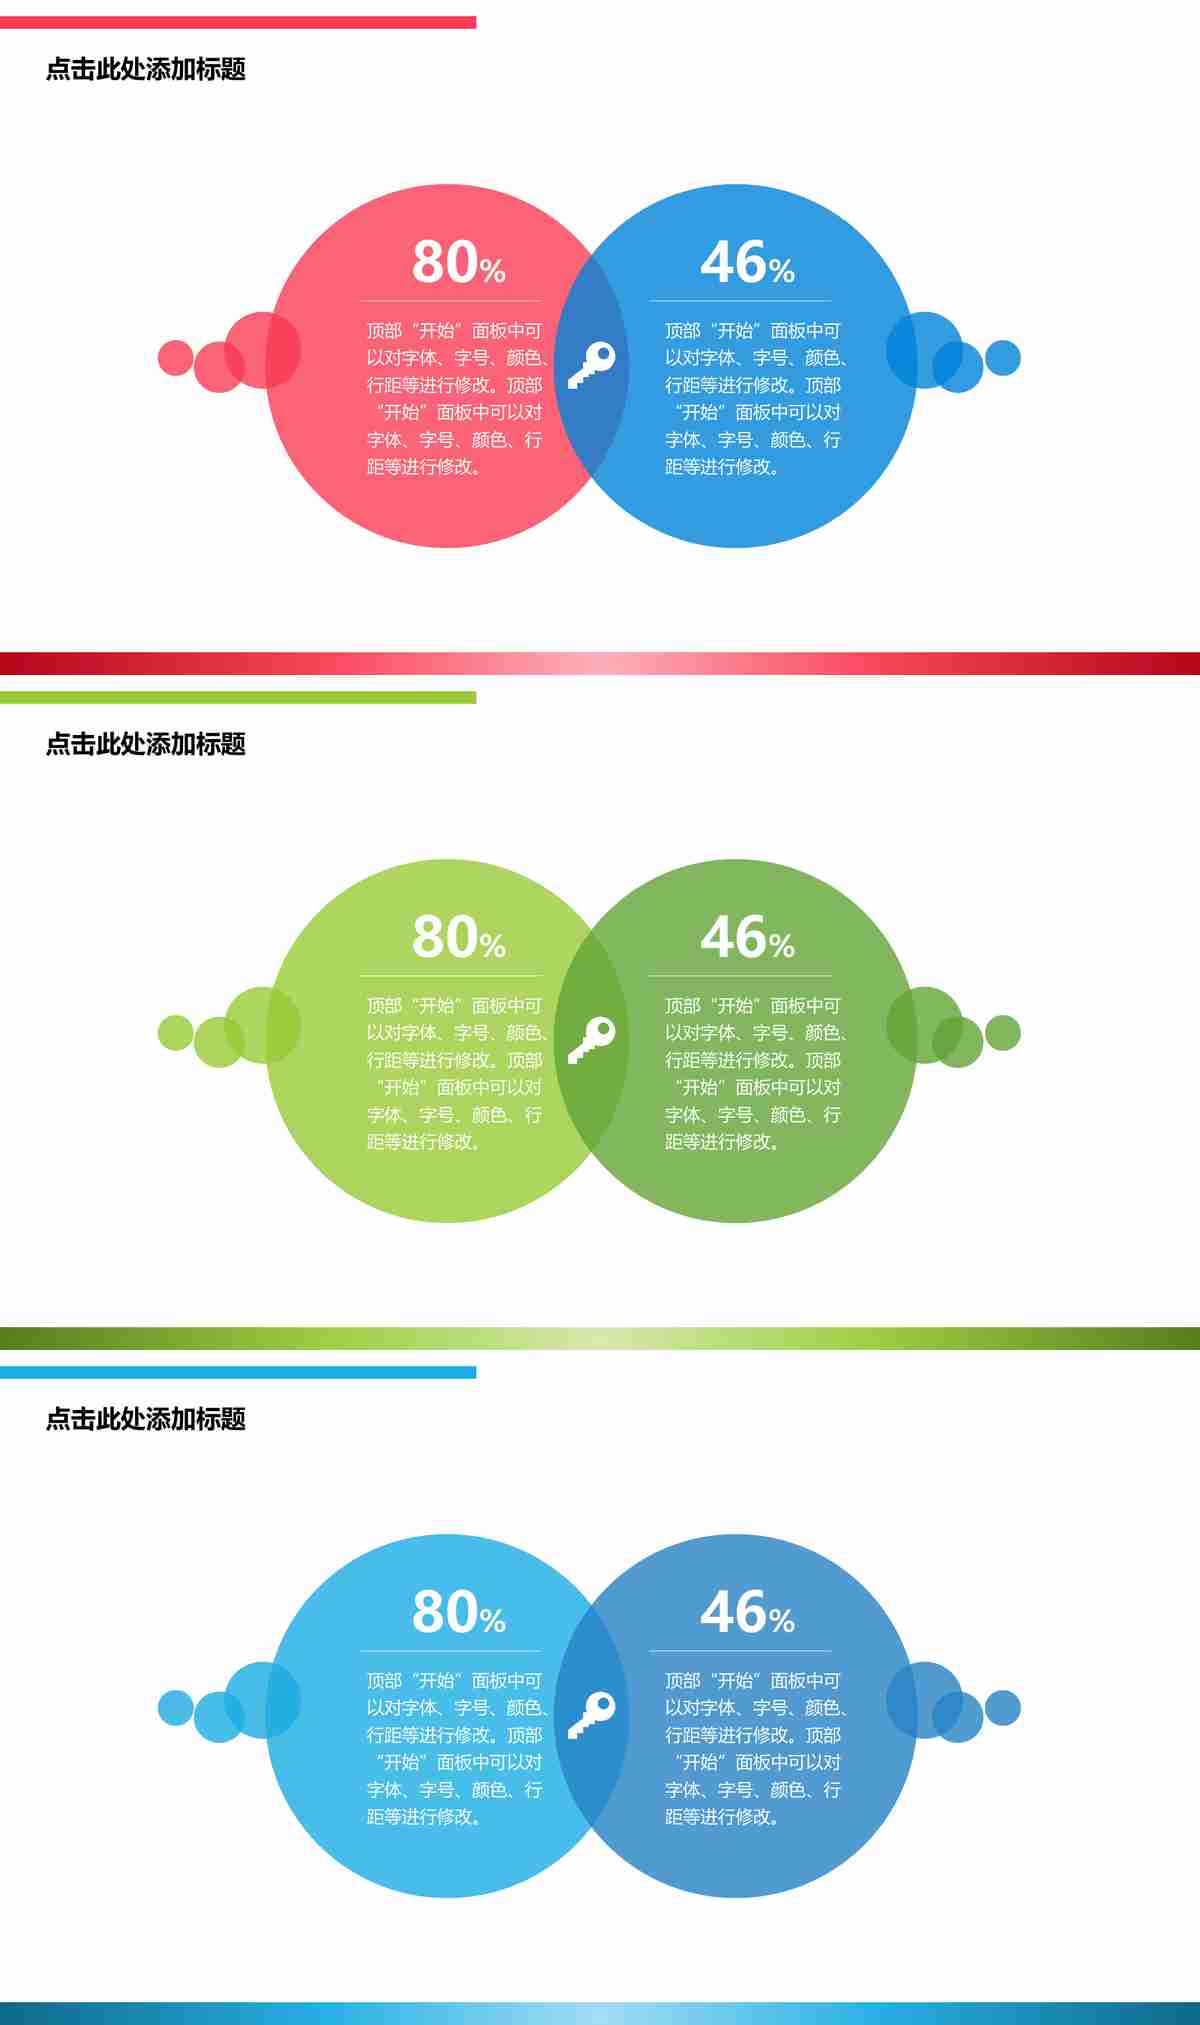 点击此处添加标题
80%
顶部“开始”面板中可
以对字体、字号、颜色、
行距等进行修改。顶部
“开始”面板中可以对
字体、字号、颜色、行
距等进行修改。
46%
顶部“开始”面板中可
以对字体、字号、颜色、
行距等进行修改。顶部
“开始”面板中可以对
字体、字号、颜色、行
距等进行修改。
点击此处添加标题
80%
顶部“开始”面板中可
以对字体、字号、颜色、
行距等进行修改。顶部
“开始”面板中可以对
字体、字号、颜色、行
距等进行修改。
46%
顶部“开始”面板中可
以对字体、字号、颜色、
行距等进行修改。顶部
“开始”面板中可以对
字体、字号、颜色、行
距等进行修改。
点击此处添加标题
80%
顶部“开始”面板中可
以对字体、字号、颜色、
行距等进行修改。顶部
“开始”面板中可以对
字体、字号、颜色、行
距等进行修改。
46%
顶部“开始”面板中可
以对字体、字号、颜色、
行距等进行修改。顶部
“开始”面板中可以对
字体、字号、颜色、行
距等进行修改。